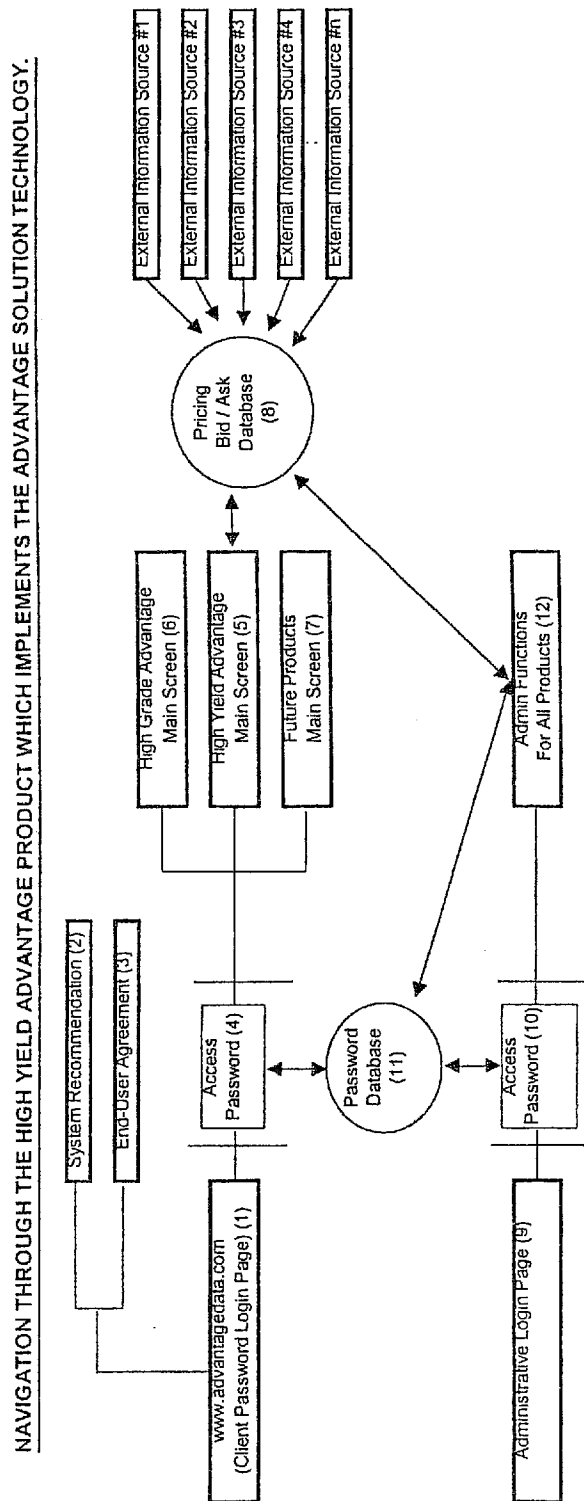 NAVIGATION THROUGH THE HIGH YIELD ADVANTAGE PRODUCT WHICH IMPLEMENTS THE ADVANTAGE SOLUTION TECHNOLOGY.
System Recommendation (2)
End-User Agreement (3)
www.advantagedata.com
(Client Password Login Page) (1)
Access
Password (4)
High Grade Advantage
Main Screen (6)
High Yield Advantage
Main Screen (5)
Future Products
Main Screen (7)
Pricing
Bid / Ask
Database
(8)
External Information Source #1
External Information Source #2
External Information Source #3
External Information Source #4
External Information Source #n
Password
Database
(11)
Administrative Login Page (9)
Access
Password (10)
Admin Functions
For All Products (12)